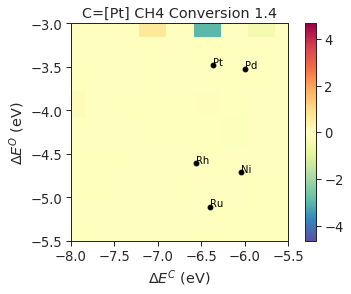 C=[Pt] CH4 Conversion 1.4
−3.0
−3.5
−4.0
−4.5
−5.0
−5.5
ΔE^O (eV)
Pt
Pd
Rh
Ni
Ru
−8.0 −7.5 −7.0 −6.5 −6.0 −5.5
ΔE^C (eV)
4
2
0
−2
−4